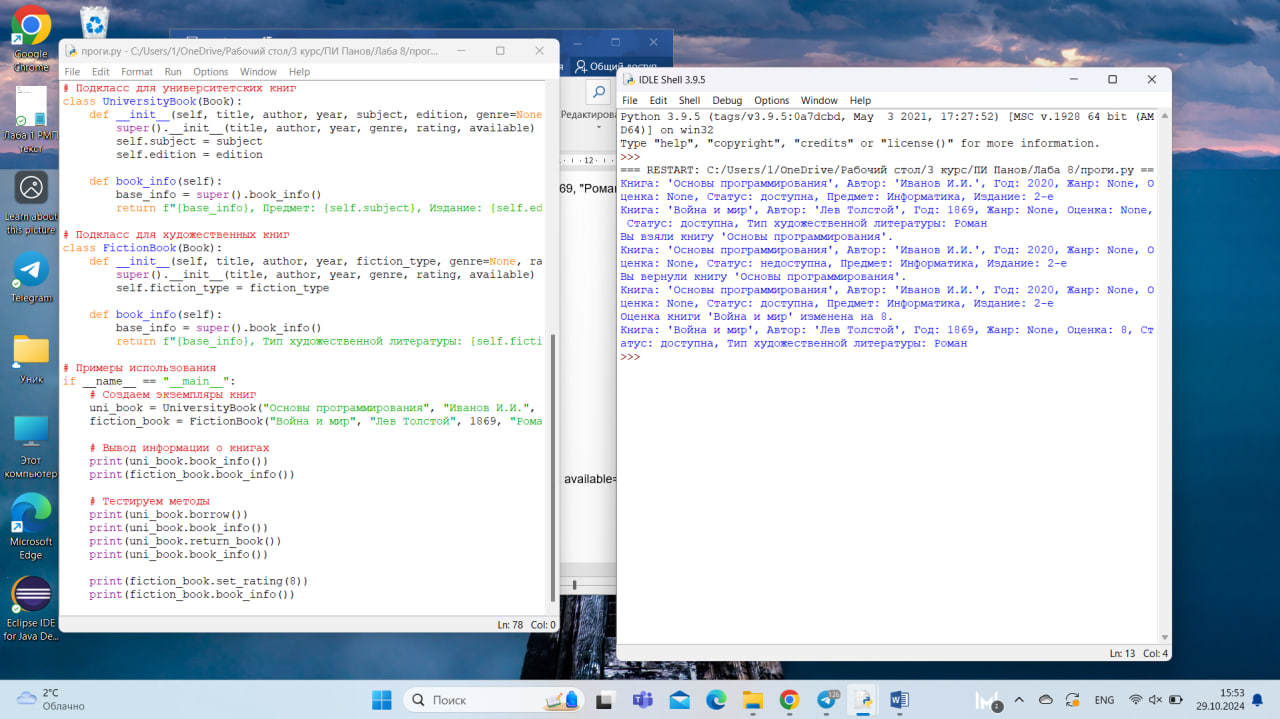 Google Chrome
Лаба 1 РМП текст
Learn about this picture
Telegram
Уник
Этот компьютер
Microsoft Edge
Eclipse IDE for Java De...
проги.py - C:/Users/1/OneDrive/Рабочий стол/3 курс/ПИ Панов/Лаба 8/прог...
File Edit Format Run Options Window Help
# Подкласс для университетских книг
class UniversityBook(Book):
def __init__(self, title, author, year, subject, edition, genre=None
super().__init__(title, author, year, genre, rating, available)
self.subject = subject
self.edition = edition
def book_info(self):
base_info = super().book_info()
return f"{base_info}, Предмет: {self.subject}, Издание: {self.ed
# Подкласс для художественных книг
class FictionBook(Book):
def __init__(self, title, author, year, fiction_type, genre=None, ra
super().__init__(title, author, year, genre, rating, available)
self.fiction_type = fiction_type
def book_info(self):
base_info = super().book_info()
return f"{base_info}, Тип художественной литературы: {self.ficti
# Примеры использования
if __name__ == "__main__":
# Создаем экземпляры книг
uni_book = UniversityBook("Основы программирования", "Иванов И.И.",
fiction_book = FictionBook("Война и мир", "Лев Толстой", 1869, "Рома
# Вывод информации о книгах
print(uni_book.book_info())
print(fiction_book.book_info())
# Тестируем методы
print(uni_book.borrow())
print(uni_book.book_info())
print(uni_book.return_book())
print(uni_book.book_info())
print(fiction_book.set_rating(8))
print(fiction_book.book_info())
Ln: 78 Col: 0
Общий доступ
Редактирова
12
69, "Роман
available=
IDLE Shell 3.9.5
File Edit Shell Debug Options Window Help
Python 3.9.5 (tags/v3.9.5:0a7dcbd, May  3 2021, 17:27:52) [MSC v.1928 64 bit (AM
D64)] on win32
Type "help", "copyright", "credits" or "license()" for more information.
>>>
=== RESTART: C:/Users/1/OneDrive/Рабочий стол/3 курс/ПИ Панов/Лаба 8/проги.py ==
Книга: 'Основы программирования', Автор: 'Иванов И.И.', Год: 2020, Жанр: None, О
ценка: None, Статус: доступна, Предмет: Информатика, Издание: 2-е
Книга: 'Война и мир', Автор: 'Лев Толстой', Год: 1869, Жанр: None, Оценка: None,
Статус: доступна, Тип художественной литературы: Роман
Вы взяли книгу 'Основы программирования'.
Книга: 'Основы программирования', Автор: 'Иванов И.И.', Год: 2020, Жанр: None, О
ценка: None, Статус: недоступна, Предмет: Информатика, Издание: 2-е
Вы вернули книгу 'Основы программирования'.
Книга: 'Основы программирования', Автор: 'Иванов И.И.', Год: 2020, Жанр: None, О
ценка: None, Статус: доступна, Предмет: Информатика, Издание: 2-е
Оценка книги 'Война и мир' изменена на 8.
Книга: 'Война и мир', Автор: 'Лев Толстой', Год: 1869, Жанр: None, Оценка: 8, Ст
атус: доступна, Тип художественной литературы: Роман
>>>
Ln: 13 Col: 4
2°C
Облачно
Поиск
ENG
15:53
29.10.2024